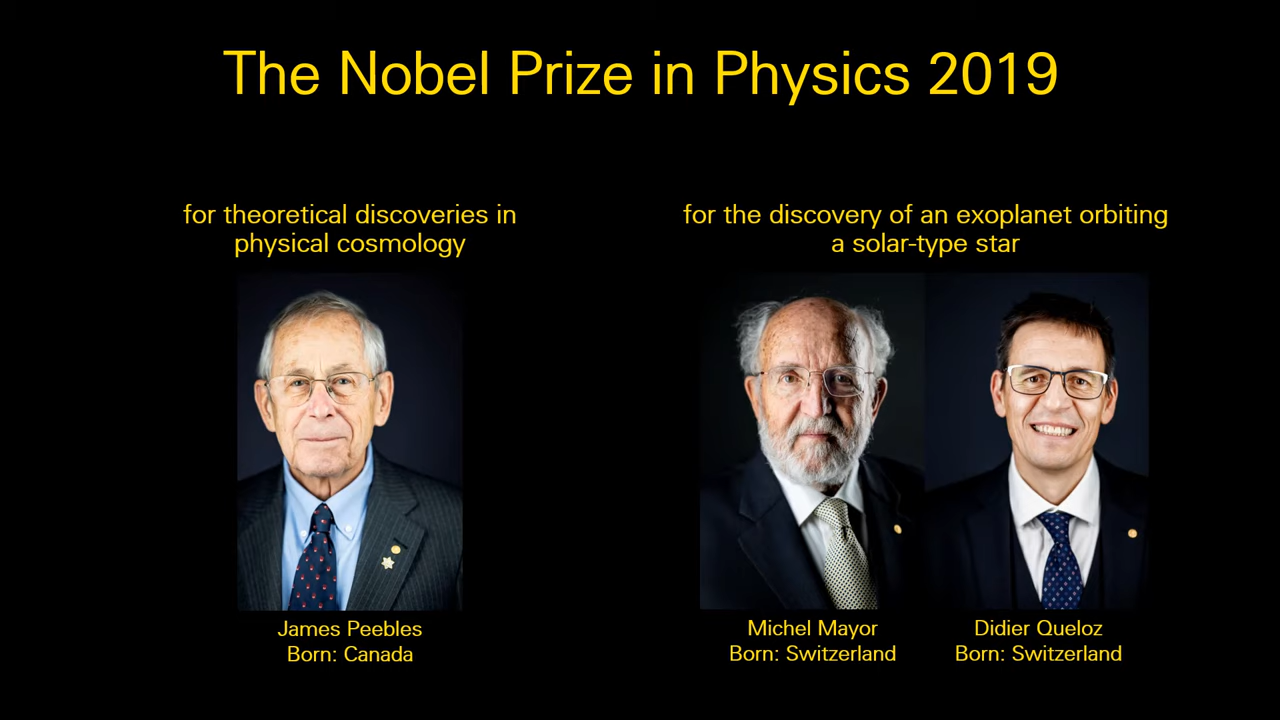 The Nobel Prize in Physics 2019
for theoretical discoveries in
physical cosmology
James Peebles
Born: Canada
for the discovery of an exoplanet orbiting
a solar-type star
Michel Mayor
Born: Switzerland
Didier Queloz
Born: Switzerland